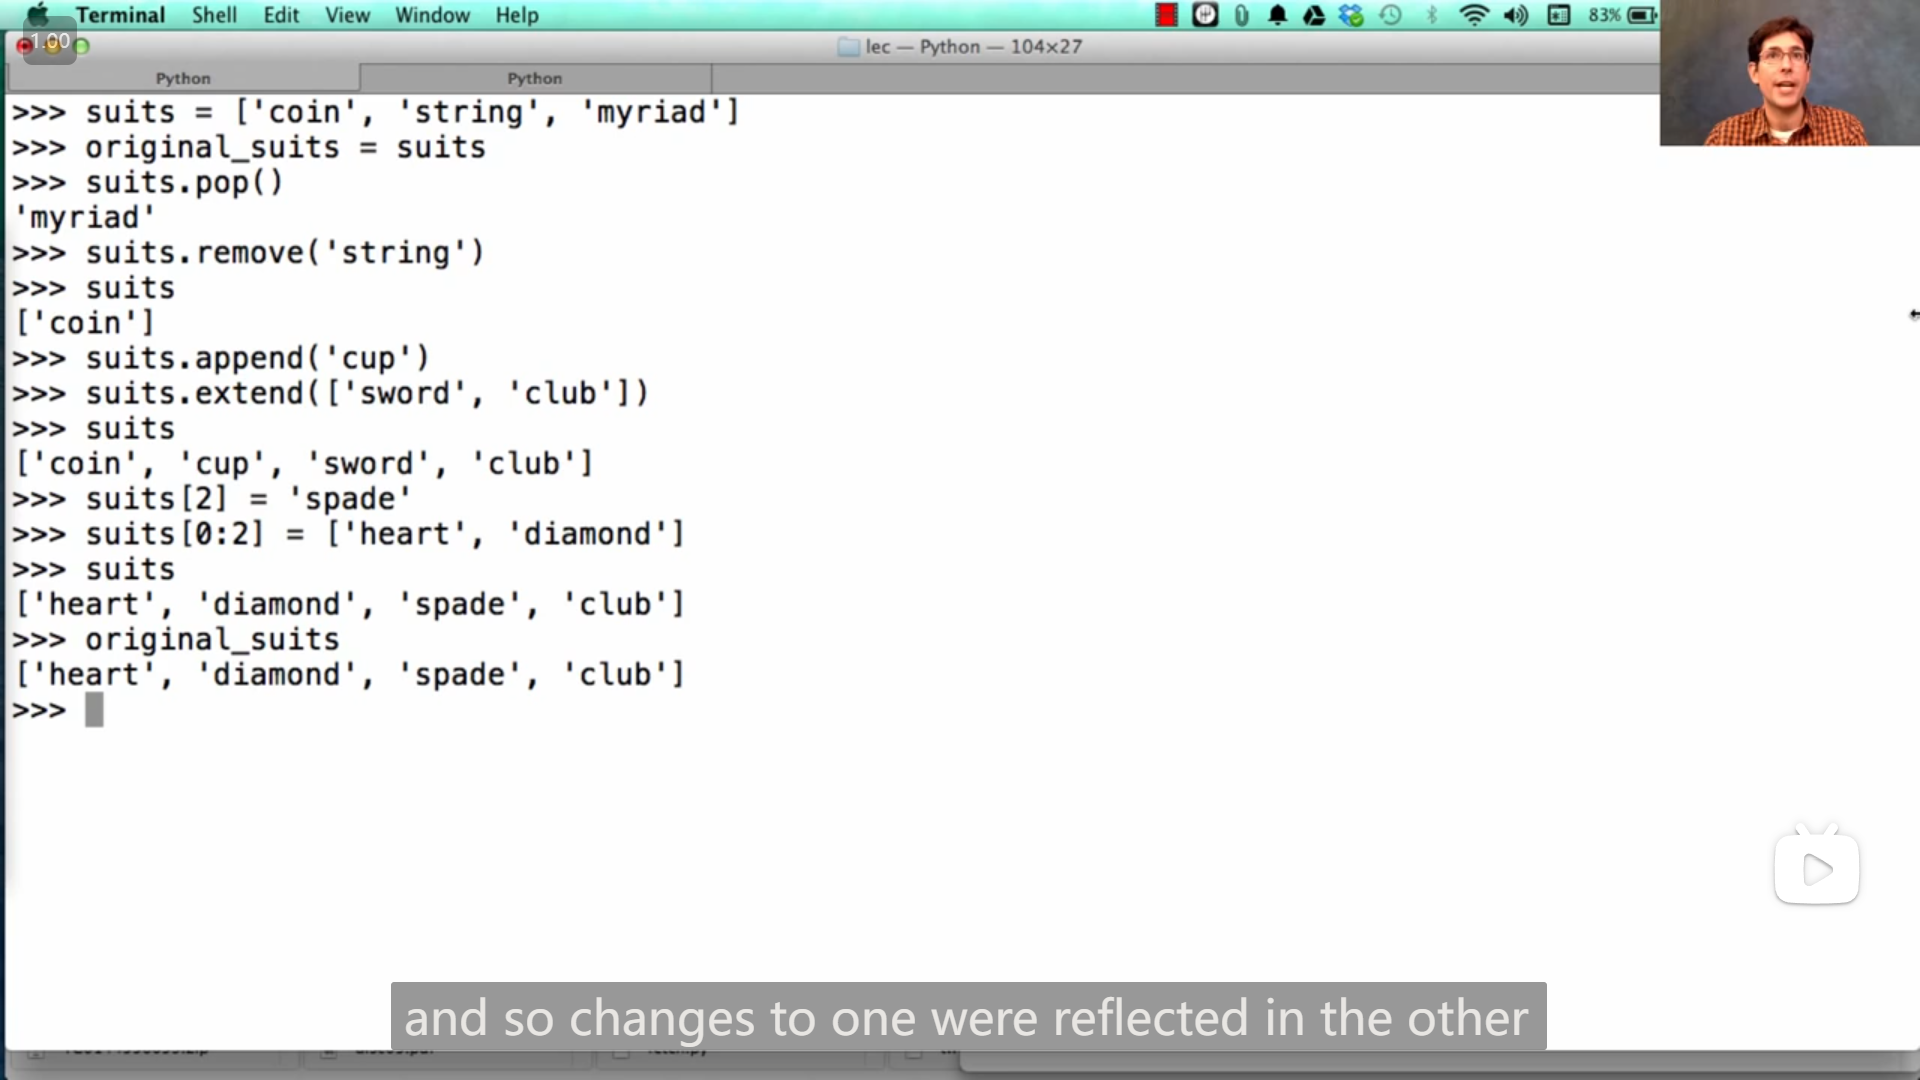 Terminal Shell Edit View Window Help 83%
1.00
lec — Python — 104×27
Python Python
>>> suits = ['coin', 'string', 'myriad']
>>> original_suits = suits
>>> suits.pop()
'myriad'
>>> suits.remove('string')
>>> suits
['coin']
>>> suits.append('cup')
>>> suits.extend(['sword', 'club'])
>>> suits
['coin', 'cup', 'sword', 'club']
>>> suits[2] = 'spade'
>>> suits[0:2] = ['heart', 'diamond']
>>> suits
['heart', 'diamond', 'spade', 'club']
>>> original_suits
['heart', 'diamond', 'spade', 'club']
>>>
and so changes to one were reflected in the other